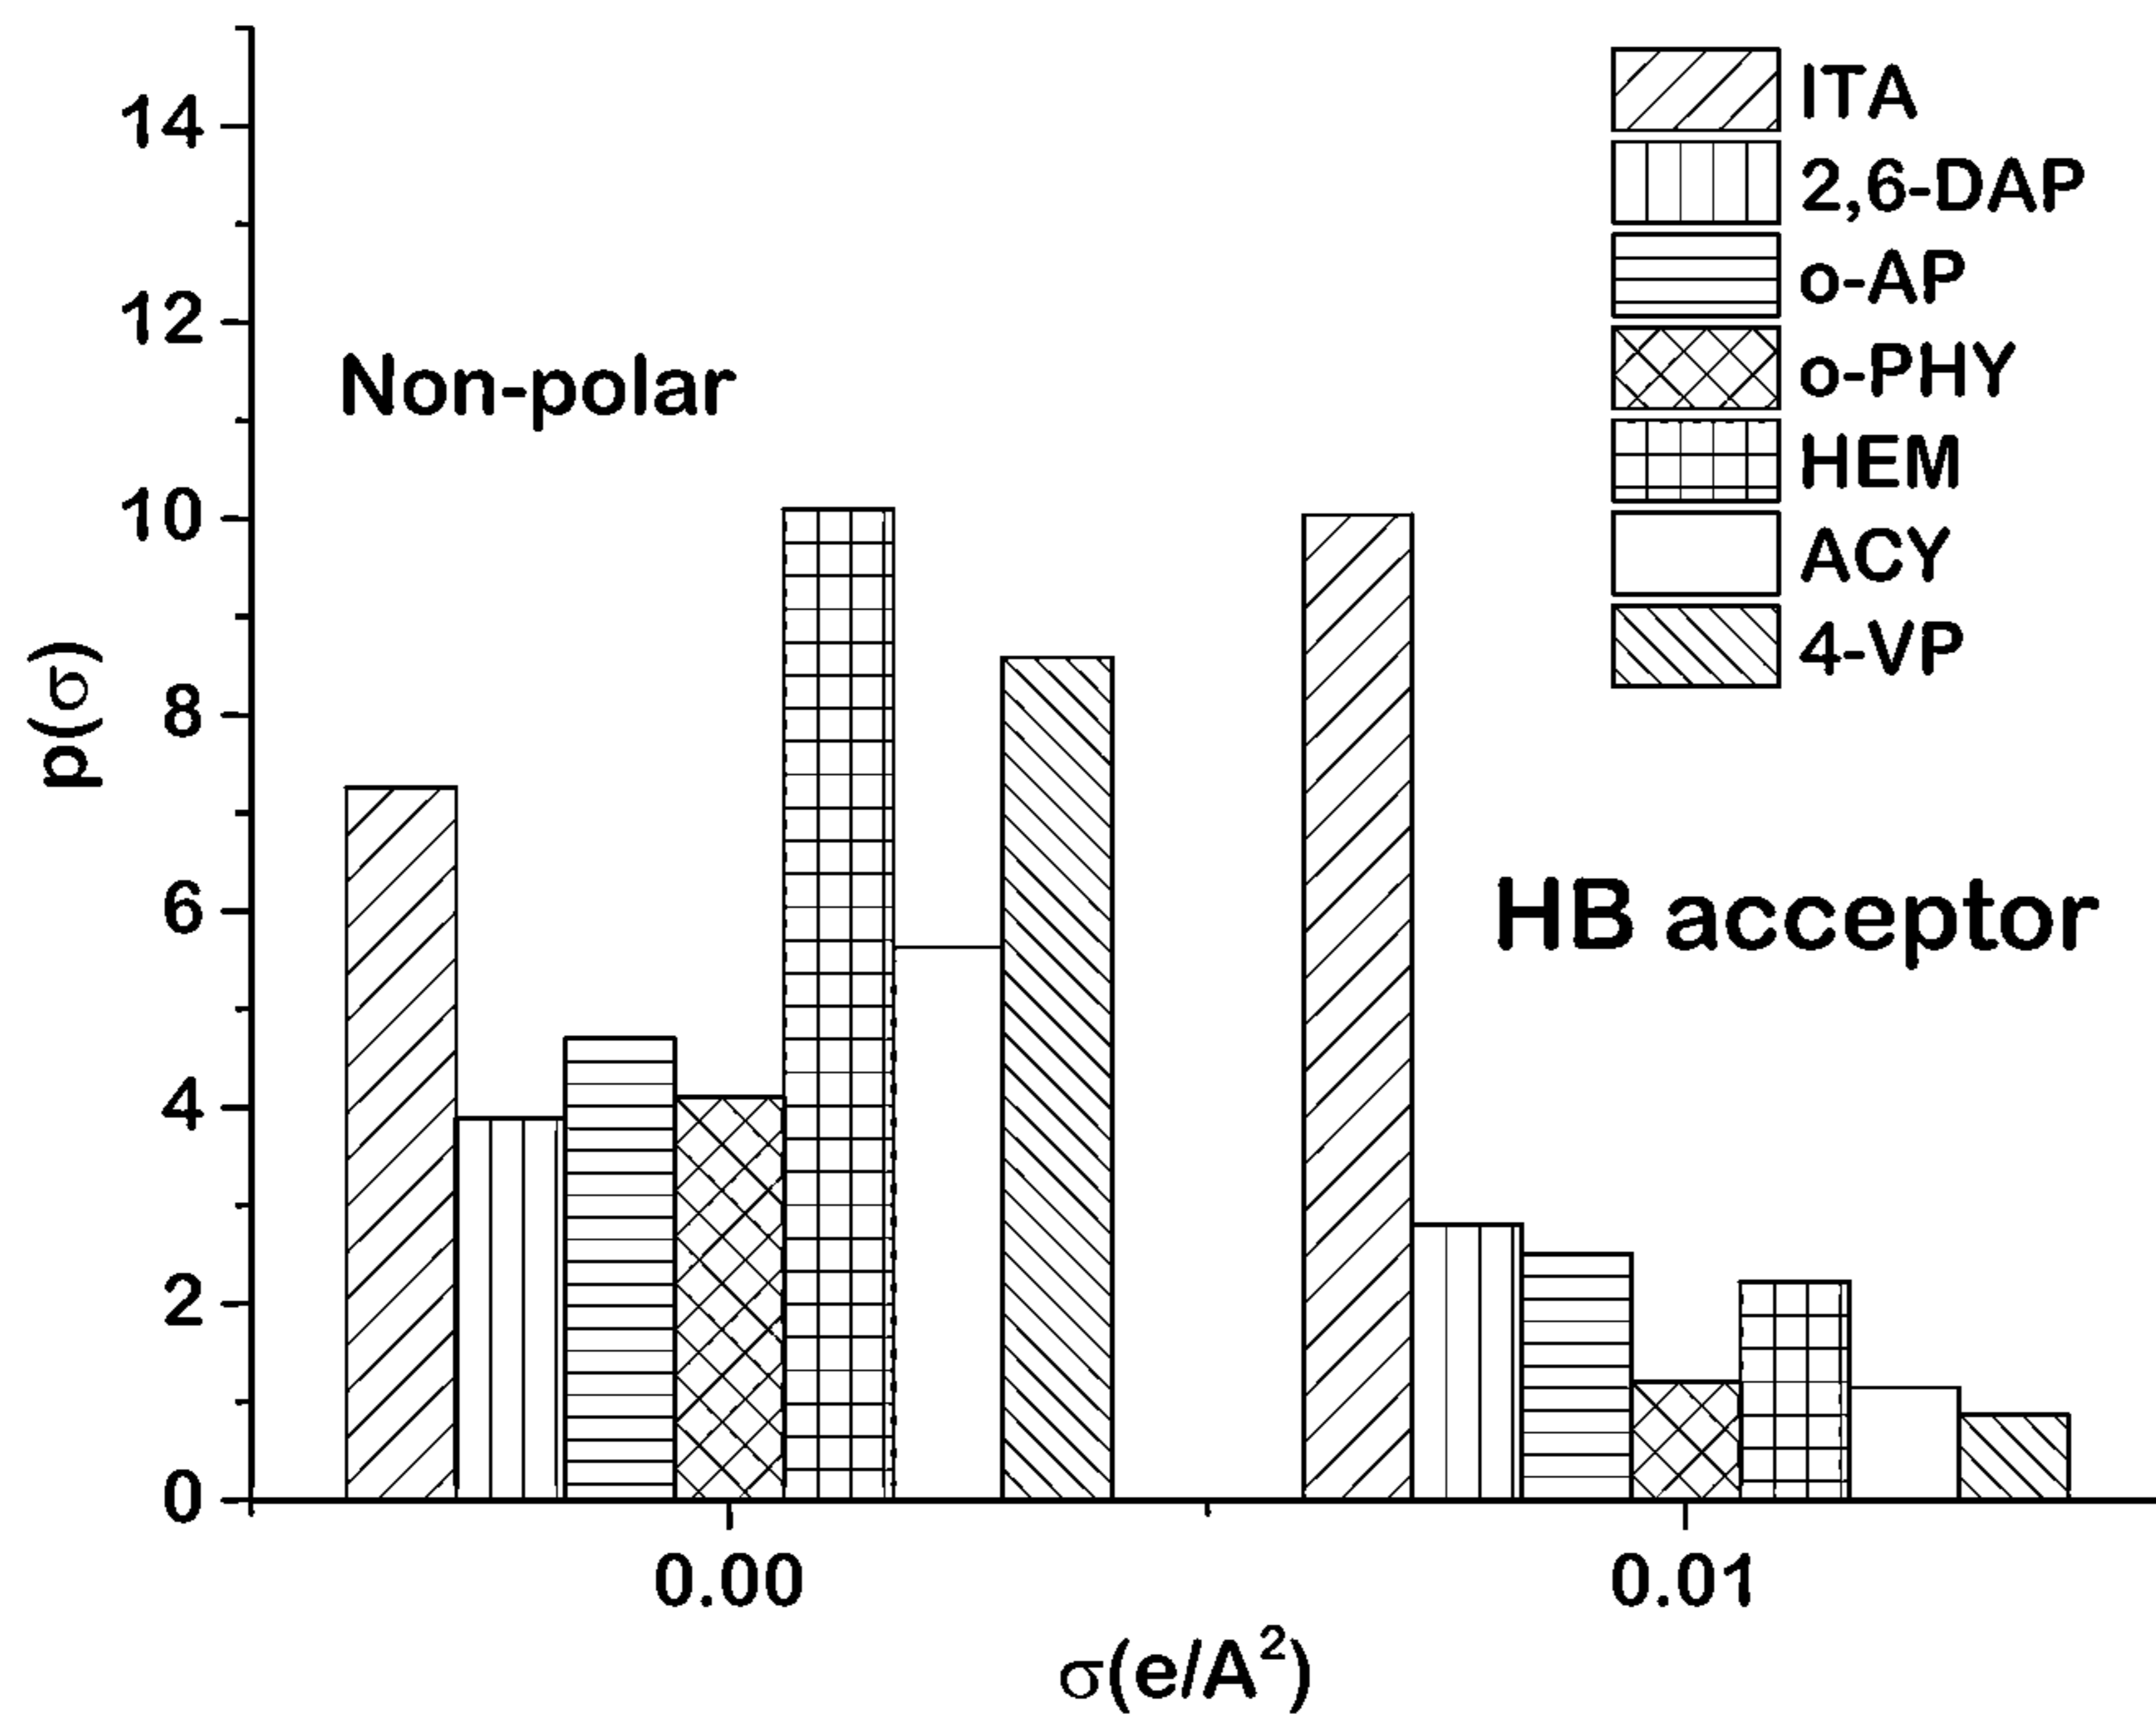 14
12
10
8
6
4
2
0
p(σ)
Non-polar
HB acceptor
ITA
2,6-DAP
o-AP
o-PHY
HEM
ACY
4-VP
0.00
0.01
σ(e/A²)